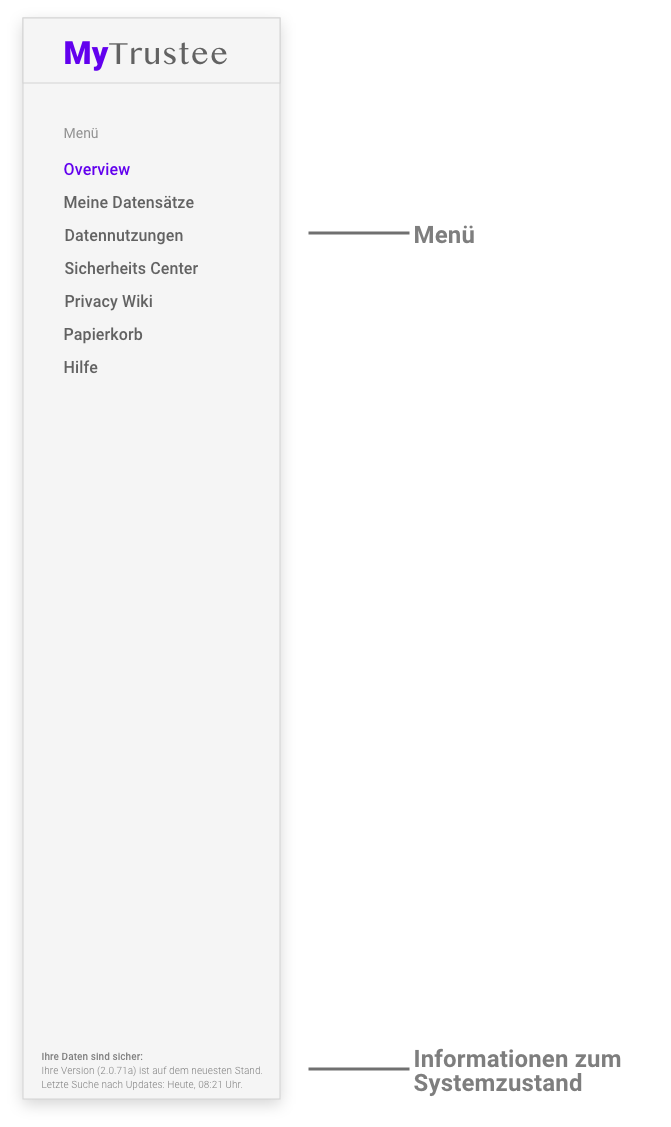 MyTrustee
Menü
Overview
Meine Datensätze
Datennutzungen
Sicherheits Center
Privacy Wiki
Papierkorb
Hilfe
Menü
Ihre Daten sind sicher:
Ihre Version (2.0.71a) ist auf dem neuesten Stand.
Letzte Suche nach Updates: Heute, 08:21 Uhr.
Informationen zum
Systemzustand